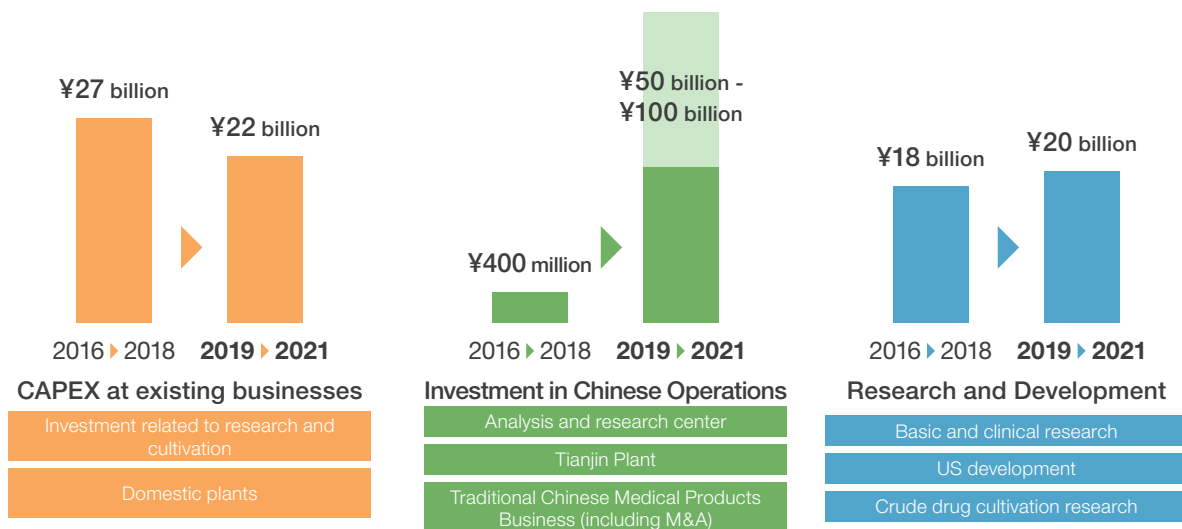 ¥27 billion
¥22 billion
2016 ▸ 2018
2019 ▸ 2021
CAPEX at existing businesses
Investment related to research and
cultivation
Domestic plants
¥50 billion -
¥100 billion
¥400 million
2016 ▸ 2018
2019 ▸ 2021
Investment in Chinese Operations
Analysis and research center
Tianjin Plant
Traditional Chinese Medical Products
Business (including M&A)
¥18 billion
¥20 billion
2016 ▸ 2018
2019 ▸ 2021
Research and Development
Basic and clinical research
US development
Crude drug cultivation research